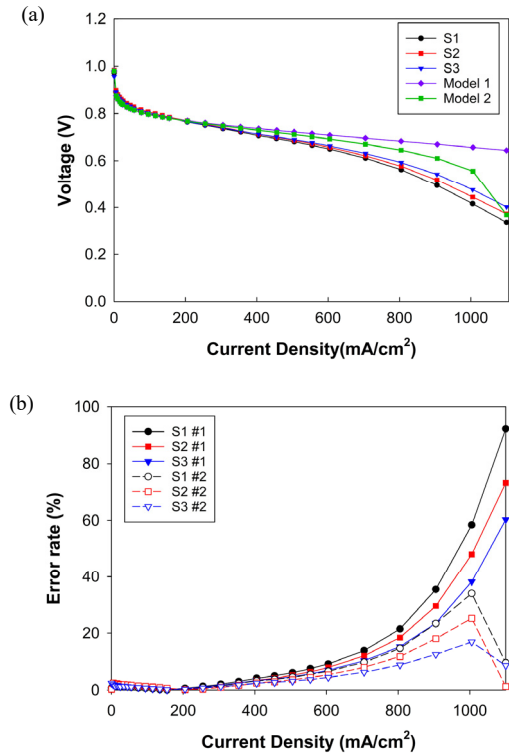 (a)
1.2
1.0
0.8
0.6
0.4
0.2
0.0
Voltage (V)
S1
S2
S3
Model 1
Model 2
0
200
400
600
800
1000
Current Density(mA/cm²)
(b)
100
80
60
40
20
0
Error rate (%)
S1 #1
S2 #1
S3 #1
S1 #2
S2 #2
S3 #2
0
200
400
600
800
1000
Current Density (mA/cm²)